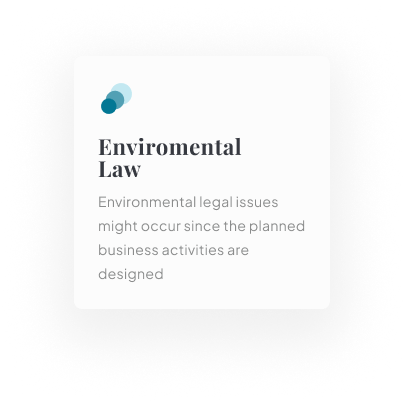 Enviromental
Law
Environmental legal issues
might occur since the planned
business activities are
designed